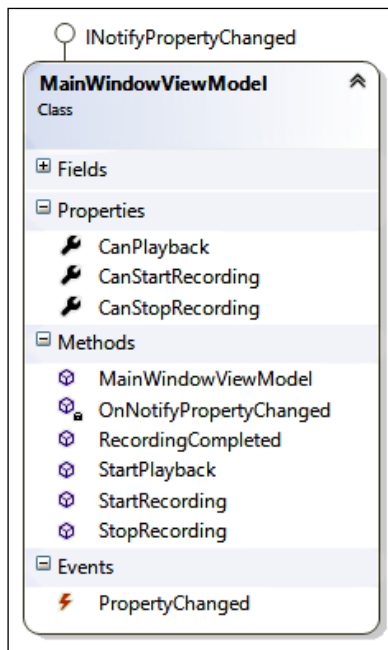 INotifyPropertyChanged
MainWindowViewModel
Class
Fields
Properties
CanPlayback
CanStartRecording
CanStopRecording
Methods
MainWindowViewModel
OnNotifyPropertyChanged
RecordingCompleted
StartPlayback
StartRecording
StopRecording
Events
PropertyChanged